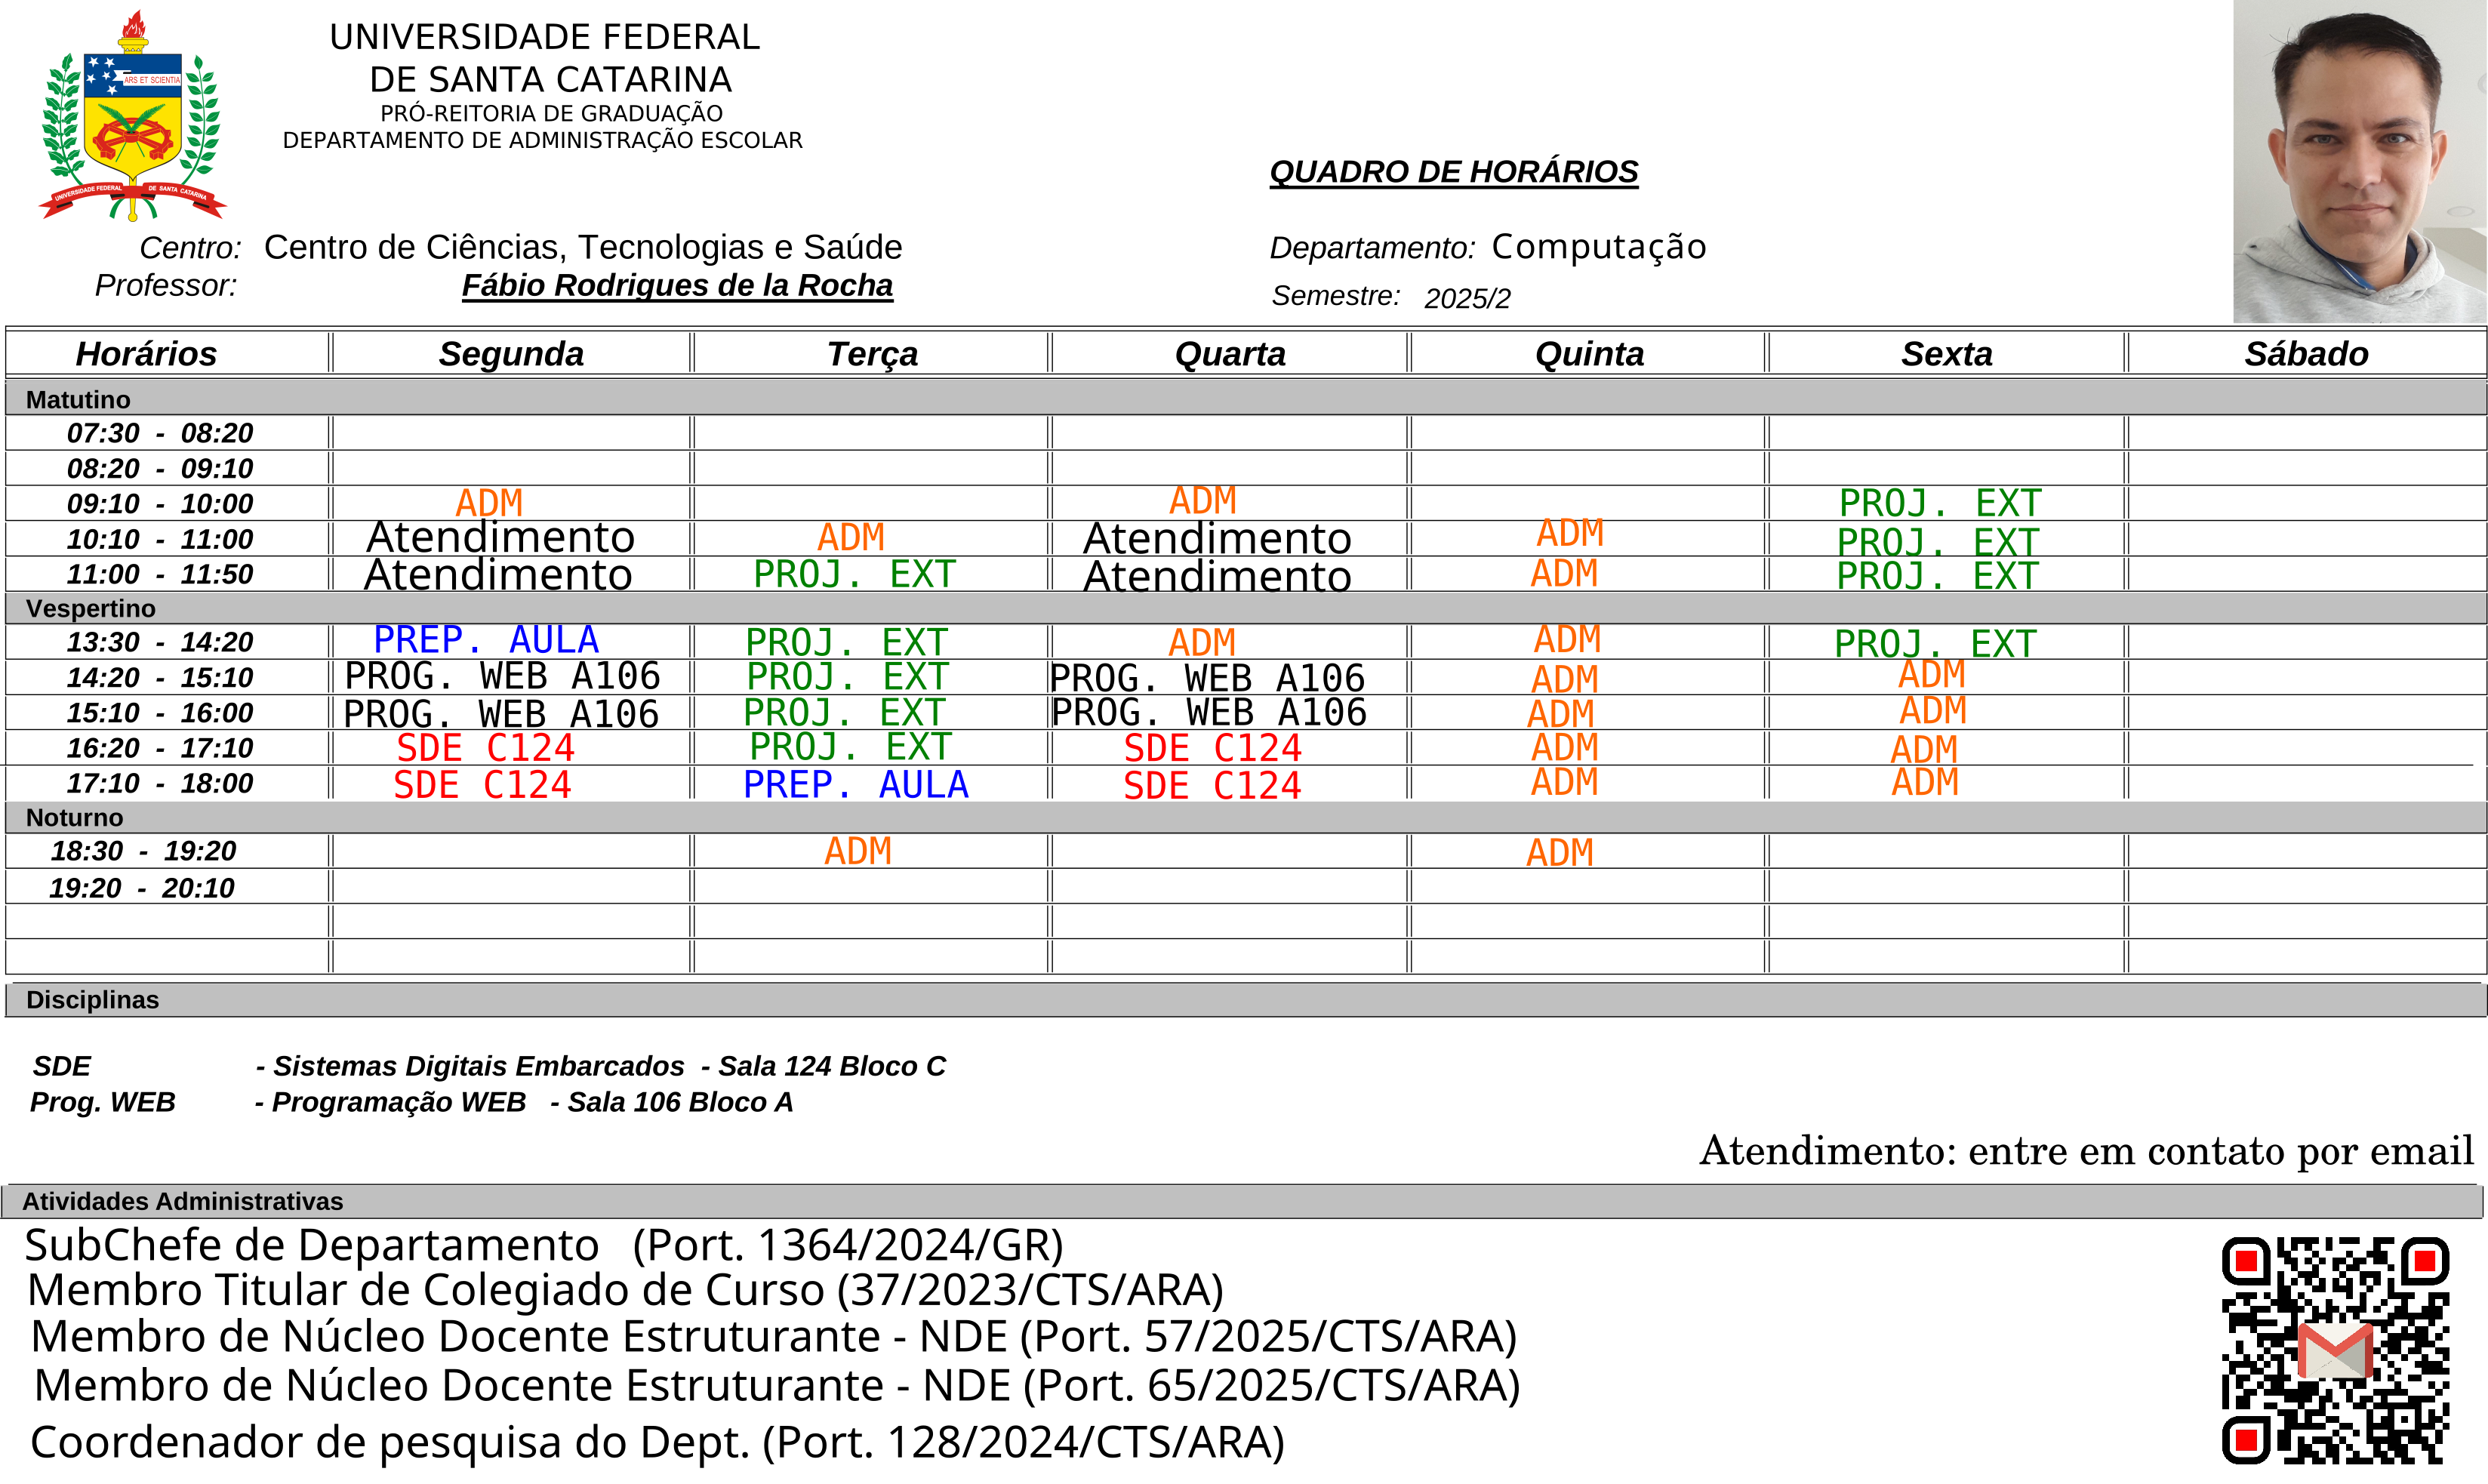 ARS ET SCIENTIA
UNIVERSIDADE FEDERAL DE SANTA CATARINA
UNIVERSIDADE FEDERAL
DE SANTA CATARINA
PRÓ-REITORIA DE GRADUAÇÃO
DEPARTAMENTO DE ADMINISTRAÇÃO ESCOLAR
QUADRO DE HORÁRIOS
Centro: Centro de Ciências, Tecnologias e Saúde Departamento: Computação
Professor: Fábio Rodrigues de la Rocha Semestre: 2025/2
Horários Segunda Terça Quarta Quinta Sexta Sábado
Matutino
07:30 - 08:20
08:20 - 09:10
09:10 - 10:00 ADM ADM PROJ. EXT
10:10 - 11:00 Atendimento ADM Atendimento ADM PROJ. EXT
11:00 - 11:50 Atendimento PROJ. EXT Atendimento ADM PROJ. EXT
Vespertino
13:30 - 14:20 PREP. AULA PROJ. EXT ADM ADM PROJ. EXT
14:20 - 15:10 PROG. WEB A106 PROJ. EXT PROG. WEB A106 ADM ADM
15:10 - 16:00 PROG. WEB A106 PROJ. EXT PROG. WEB A106 ADM ADM
16:20 - 17:10 SDE C124 PROJ. EXT SDE C124 ADM ADM
17:10 - 18:00 SDE C124 PREP. AULA SDE C124 ADM ADM
Noturno
18:30 - 19:20 ADM ADM
19:20 - 20:10
Disciplinas
SDE - Sistemas Digitais Embarcados - Sala 124 Bloco C
Prog. WEB - Programação WEB - Sala 106 Bloco A
Atendimento: entre em contato por email
Atividades Administrativas
SubChefe de Departamento (Port. 1364/2024/GR)
Membro Titular de Colegiado de Curso (37/2023/CTS/ARA)
Membro de Núcleo Docente Estruturante - NDE (Port. 57/2025/CTS/ARA)
Membro de Núcleo Docente Estruturante - NDE (Port. 65/2025/CTS/ARA)
Coordenador de pesquisa do Dept. (Port. 128/2024/CTS/ARA)